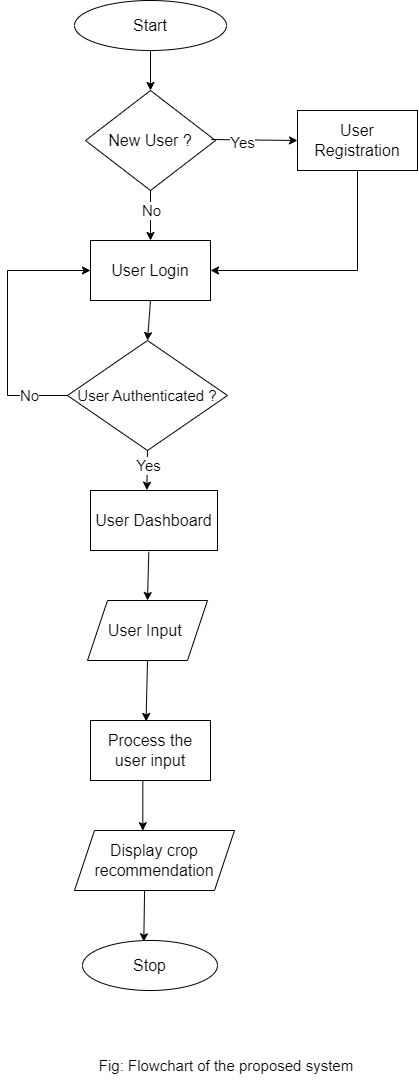 Start
New User ?
Yes
User
Registration
No
User Login
User Authenticated ?
No
Yes
User Dashboard
User Input
Process the
user input
Display crop
recommendation
Stop
Fig: Flowchart of the proposed system